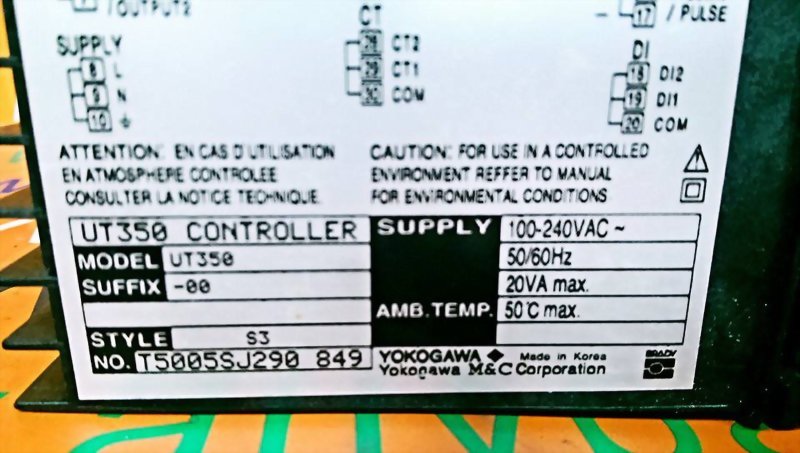 /OUTPUT2
CT
17 / PULSE
SUPPLY
8 L
9 N
10
28 CT2
29 CT1
30 COM
DI
18 DI2
19 DI1
20 COM
ATTENTION: EN CAS D'UTILISATION
EN ATMOSPHERE CONTROLEE
CONSULTER LA NOTICE TECHNIQUE.
CAUTION: FOR USE IN A CONTROLLED
ENVIRONMENT REFFER TO MANUAL
FOR ENVIRONMENTAL CONDITIONS
UT350 CONTROLLER
MODEL UT350
SUFFIX -00
STYLE S3
NO. T5005SJ290 849
SUPPLY 100-240VAC ~
50/60Hz
20VA max.
AMB.TEMP. 50℃ max.
YOKOGAWA ◆ Made in Korea
Yokogawa M&C Corporation
BRADY